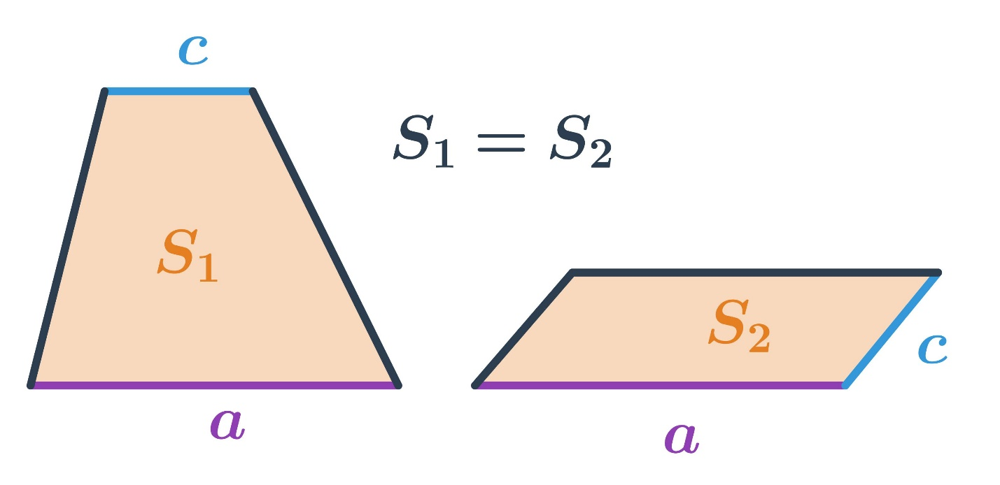 c
S₁ = S₂
S₁
S₂
c
a
a